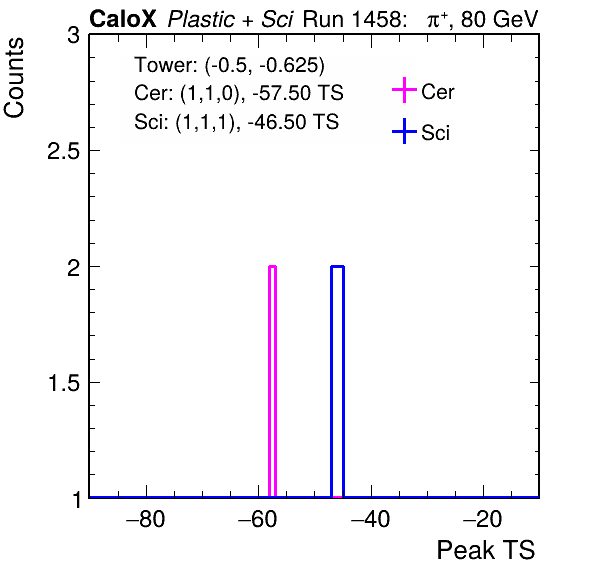 CaloX Plastic + Sci Run 1458: π⁺, 80 GeV
Counts
3
2.5
2
1.5
1
Tower: (-0.5, -0.625)
Cer: (1,1,0), -57.50 TS
Sci: (1,1,1), -46.50 TS
Cer
Sci
−80 −60 −40 −20
Peak TS